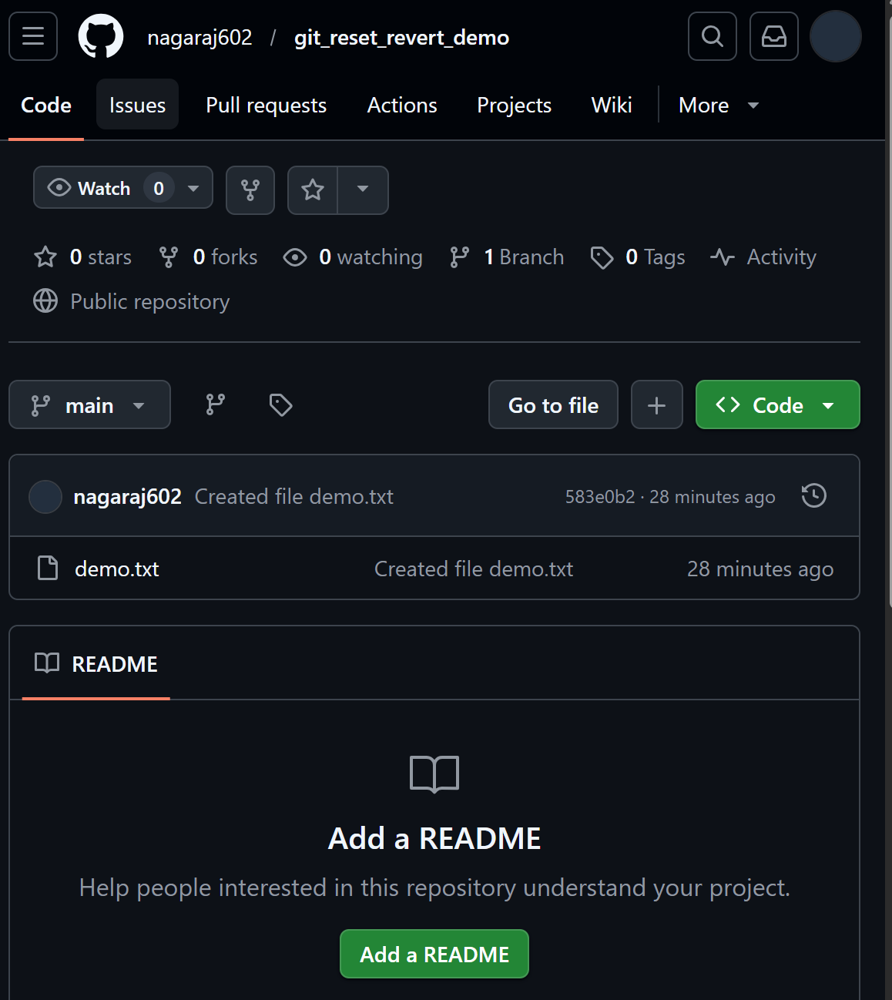 nagaraj602 / git_reset_revert_demo
Code Issues Pull requests Actions Projects Wiki More
Watch 0
0 stars 0 forks 0 watching 1 Branch 0 Tags Activity
Public repository
main Go to file Code
nagaraj602 Created file demo.txt 583e0b2 · 28 minutes ago
demo.txt Created file demo.txt 28 minutes ago
README
Add a README
Help people interested in this repository understand your project.
Add a README